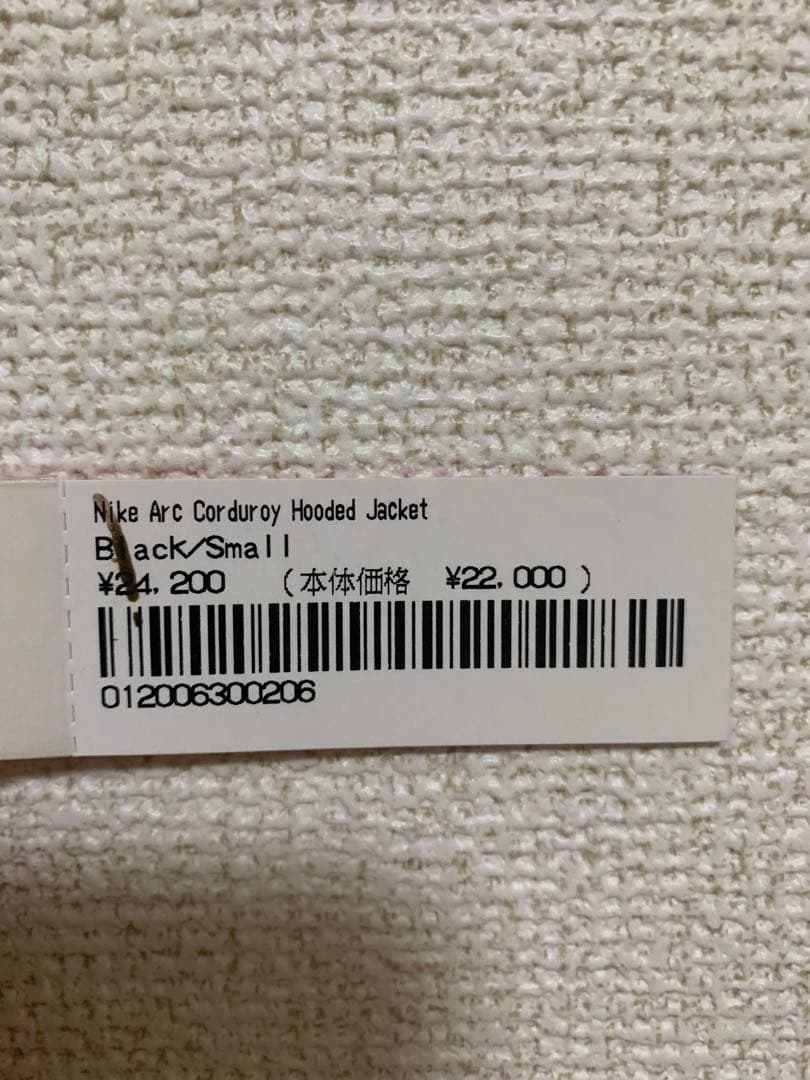 Nike Arc Corduroy Hooded Jacket
Black/Small
¥24,200 (本体価格 ¥22,000)
012006300206